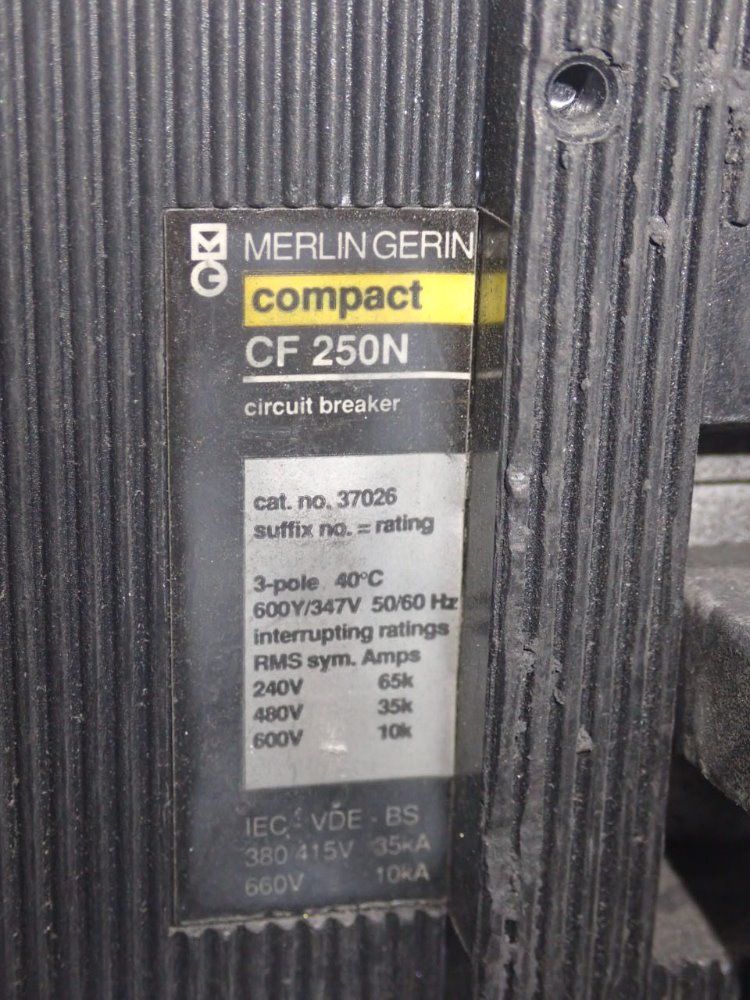 MG MERLIN GERIN
compact
CF 250N
circuit breaker
cat. no. 37026
suffix no. = rating
3-pole 40°C
600Y/347V 50/60 Hz
interrupting ratings
RMS sym. Amps
240V 65k
480V 35k
600V 10k
IEC - VDE - BS
380 415V 35kA
660V 10kA